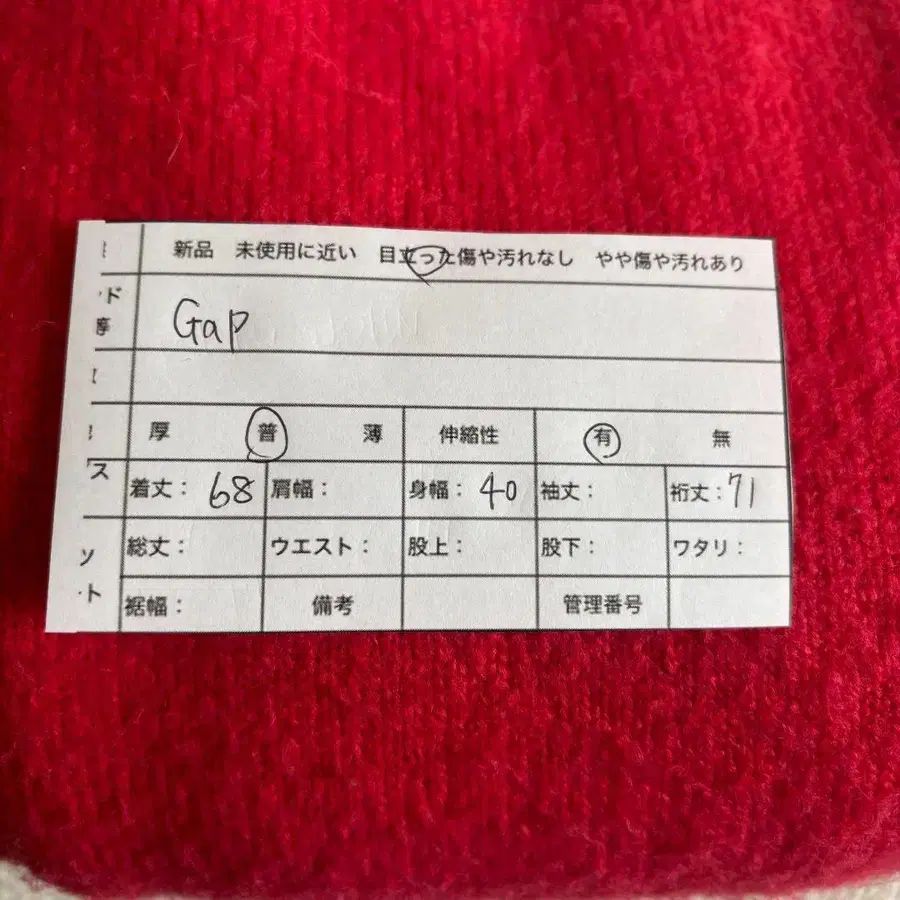 新品 未使用に近い 目立った傷や汚れなし やや傷や汚れあり
ド
Gap
厚 普 薄 伸縮性 有 無
ス
着丈: 68 肩幅: 身幅: 40 袖丈: 裄丈: 71
総丈: ウエスト: 股上: 股下: ワタリ:
ツ
ト
裾幅: 備考 管理番号